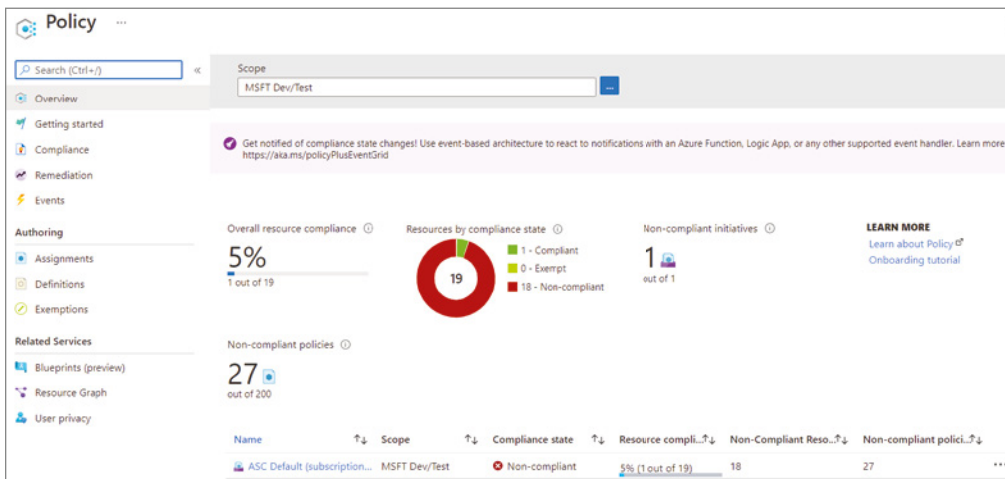 Policy ...
Search (Ctrl+/)
«
Overview
Getting started
Compliance
Remediation
Events
Authoring
Assignments
Definitions
Exemptions
Related Services
Blueprints (preview)
Resource Graph
User privacy
Scope
MSFT Dev/Test
...
Get notified of compliance state changes! Use event-based architecture to react to notifications with an Azure Function, Logic App, or any other supported event handler. Learn more
https://aka.ms/policyPlusEventGrid
Overall resource compliance
5%
1 out of 19
Resources by compliance state
19
1 - Compliant
0 - Exempt
18 - Non-compliant
Non-compliant initiatives
1
out of 1
LEARN MORE
Learn about Policy
Onboarding tutorial
Non-compliant policies
27
out of 200
Name Scope Compliance state Resource compli... Non-Compliant Reso... Non-compliant polici...
ASC Default (subscription... MSFT Dev/Test Non-compliant 5% (1 out of 19) 18 27 ...